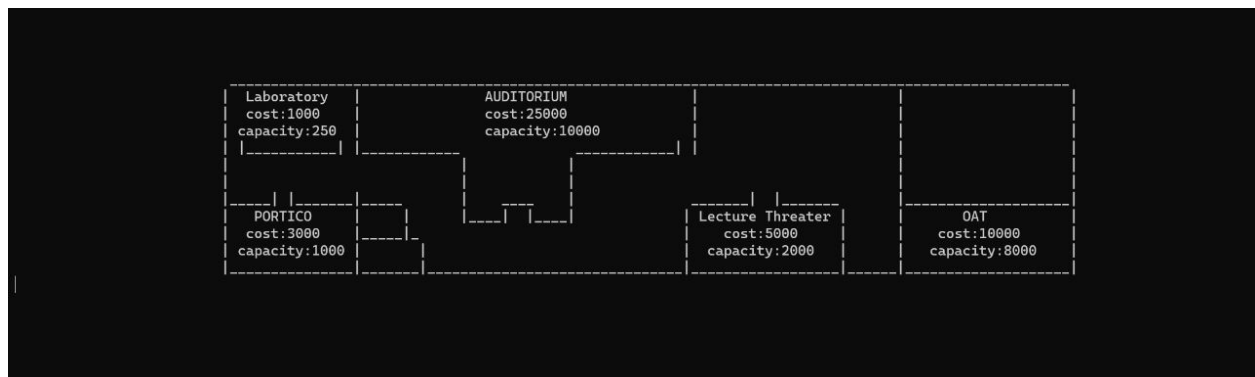 Laboratory
cost:1000
capacity:250
AUDITORIUM
cost:25000
capacity:10000
PORTICO
cost:3000
capacity:1000
Lecture Threater
cost:5000
capacity:2000
OAT
cost:10000
capacity:8000